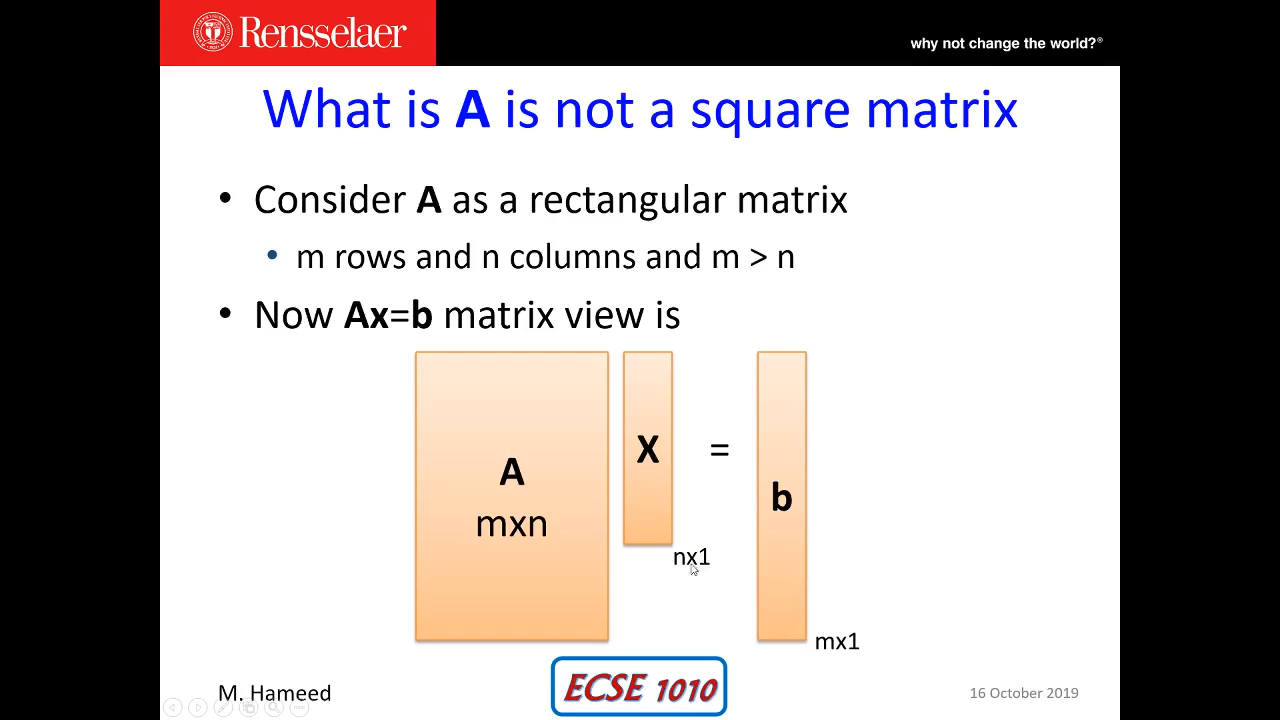 Rensselaer
why not change the world?®
What is A is not a square matrix
• Consider A as a rectangular matrix
• m rows and n columns and m > n
• Now Ax=b matrix view is
A
mxn
X
=
b
nx1
mx1
M. Hameed
ECSE 1010
16 October 2019